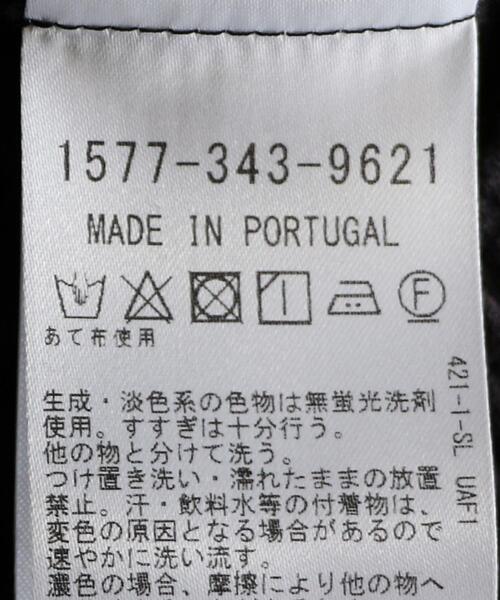 1577-343-9621
MADE IN PORTUGAL
F
あて布使用
生成・淡色系の色物は無蛍光洗剤
使用。すすぎは十分行う。
他の物と分けて洗う。
つけ置き洗い・濡れたままの放置
禁止。汗・飲料水等の付着物は、
変色の原因となる場合があるので
速やかに洗い流す。
濃色の場合、摩擦により他の物へ
421-1-SL UAF1